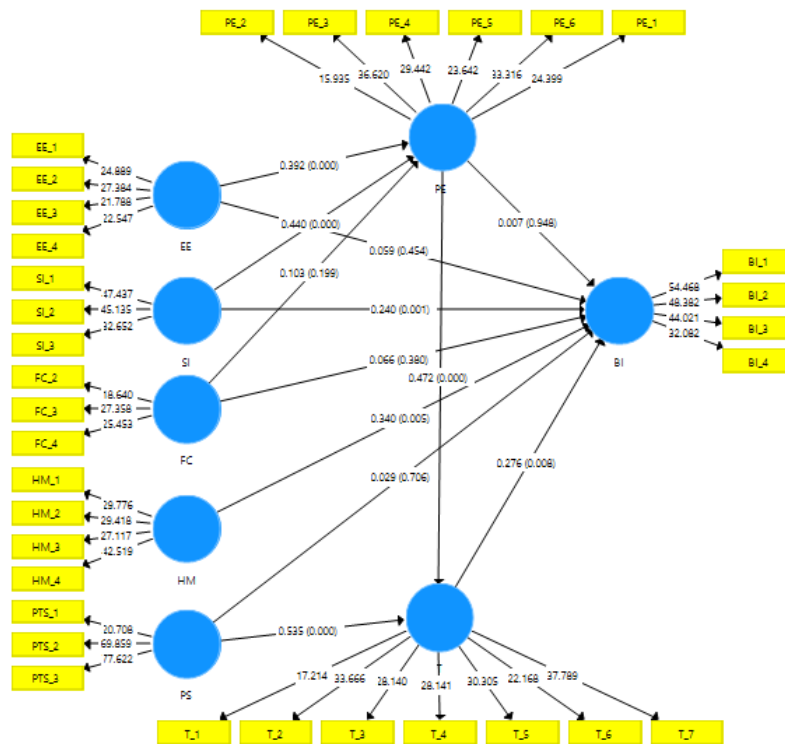 PE_2
PE_3
PE_4
PE_5
PE_6
PE_1
15.935
36.620
29.442
23.642
33.316
24.399
PE
EE_1
EE_2
EE_3
EE_4
24.889
27.384
21.788
22.547
EE
0.392 (0.000)
0.059 (0.454)
0.007 (0.948)
SI_1
SI_2
SI_3
47.437
45.135
32.652
SI
0.440 (0.000)
0.240 (0.001)
BI_1
BI_2
BI_3
BI_4
54.468
48.382
44.021
32.082
BI
FC_2
FC_3
FC_4
18.640
27.358
25.453
FC
0.103 (0.199)
0.066 (0.380)
0.472 (0.000)
HM_1
HM_2
HM_3
HM_4
29.418
27.117
42.519
HM
0.340 (0.005)
0.276 (0.008)
PTS_1
PTS_2
PTS_3
20.708
69.859
77.622
PS
0.029 (0.706)
0.535 (0.000)
17.214
33.666
28.140
28.141
30.305
22.168
37.789
T_1
T_2
T_3
T_4
T_5
T_6
T_7